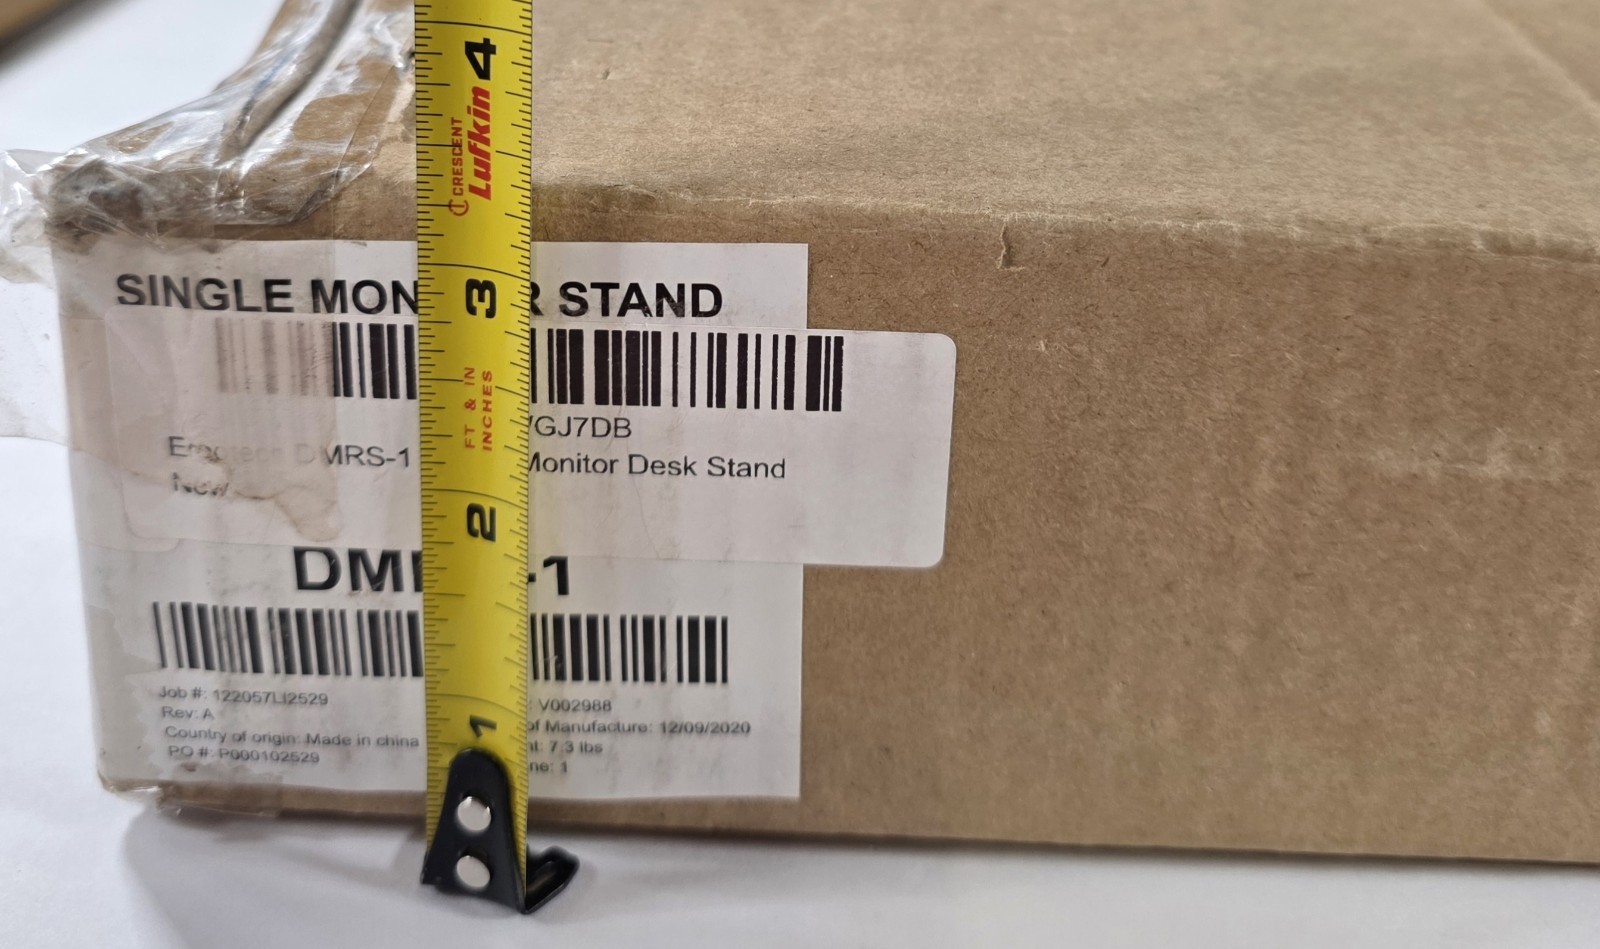 4
CRESCENT
Lufkin
SINGLE MON R STAND
3
FT & IN
INCHES
GJ7DB
DMRS-1 Monitor Desk Stand
New
2
DM -1
Job #: 122057LI2529
V002988
Rev: A
of Manufacture: 12/09/2020
Country of origin: Made in china
7.3 lbs
PO #: P000102529
1
1